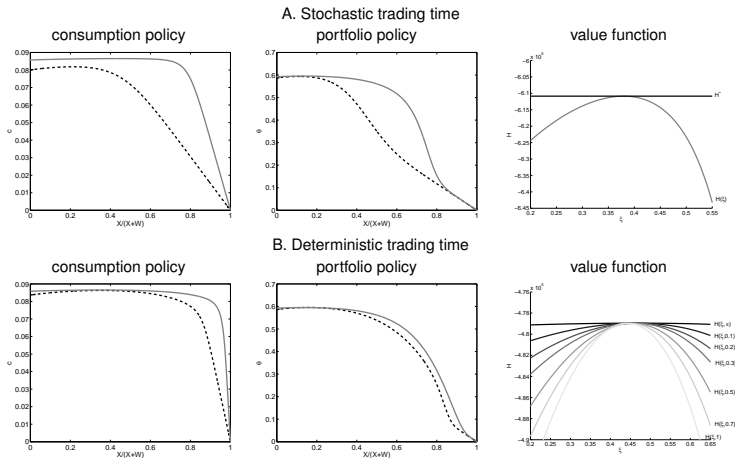 A. Stochastic trading time
consumption policy
portfolio policy
value function
0.09
0.08
0.07
0.06
0.05
0.04
0.03
0.02
0.01
0
c
0 0.2 0.4 0.6 0.8 1
X/(X+W)
0.7
0.6
0.5
0.4
0.3
0.2
0.1
0
θ
0 0.2 0.4 0.6 0.8 1
X/(X+W)
−6
−6.05
−6.1
−6.15
−6.2
−6.25
−6.3
−6.35
−6.4
−6.45
H
H*
H(ξ)
0.2 0.25 0.3 0.35 0.4 0.45 0.5 0.55
ξ
B. Deterministic trading time
consumption policy
portfolio policy
value function
0.09
0.08
0.07
0.06
0.05
0.04
0.03
0.02
0.01
0
c
0 0.2 0.4 0.6 0.8 1
X/(X+W)
0.7
0.6
0.5
0.4
0.3
0.2
0.1
0
θ
0 0.2 0.4 0.6 0.8 1
X/(X+W)
−4.76
−4.78
−4.8
−4.82
−4.84
−4.86
−4.88
−4.9
H
H(ξ,0.1)
H(ξ,0.2)
H(ξ,0.3)
H(ξ,0.5)
H(ξ,0.7)
H(ξ,1)
0.2 0.25 0.3 0.35 0.4 0.45 0.5 0.55 0.6 0.65
ξ